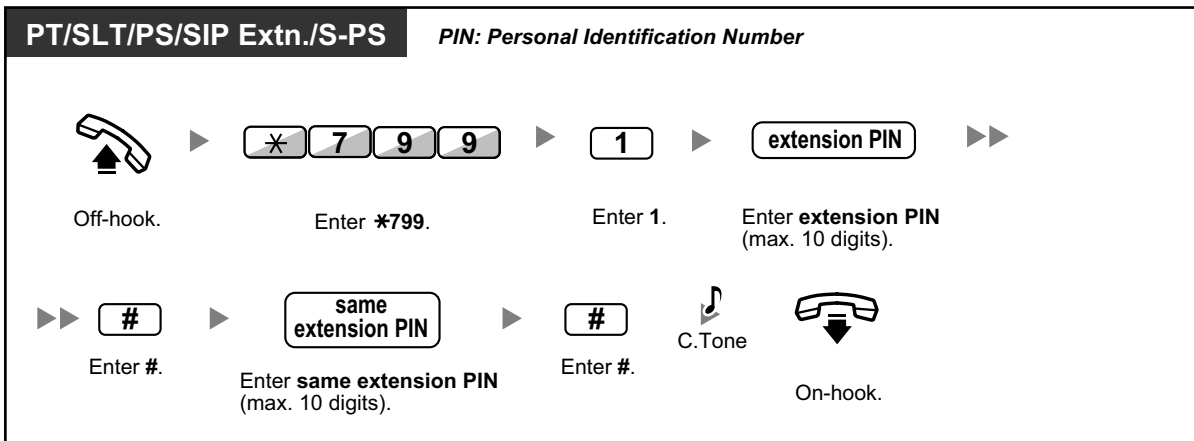 PT/SLT/PS/SIP Extn./S-PS
PIN: Personal Identification Number
* 7 9 9
1
extension PIN
Off-hook.
Enter *799.
Enter 1.
Enter extension PIN
(max. 10 digits).
#
same
extension PIN
#
C.Tone
Enter #.
Enter same extension PIN
(max. 10 digits).
Enter #.
On-hook.